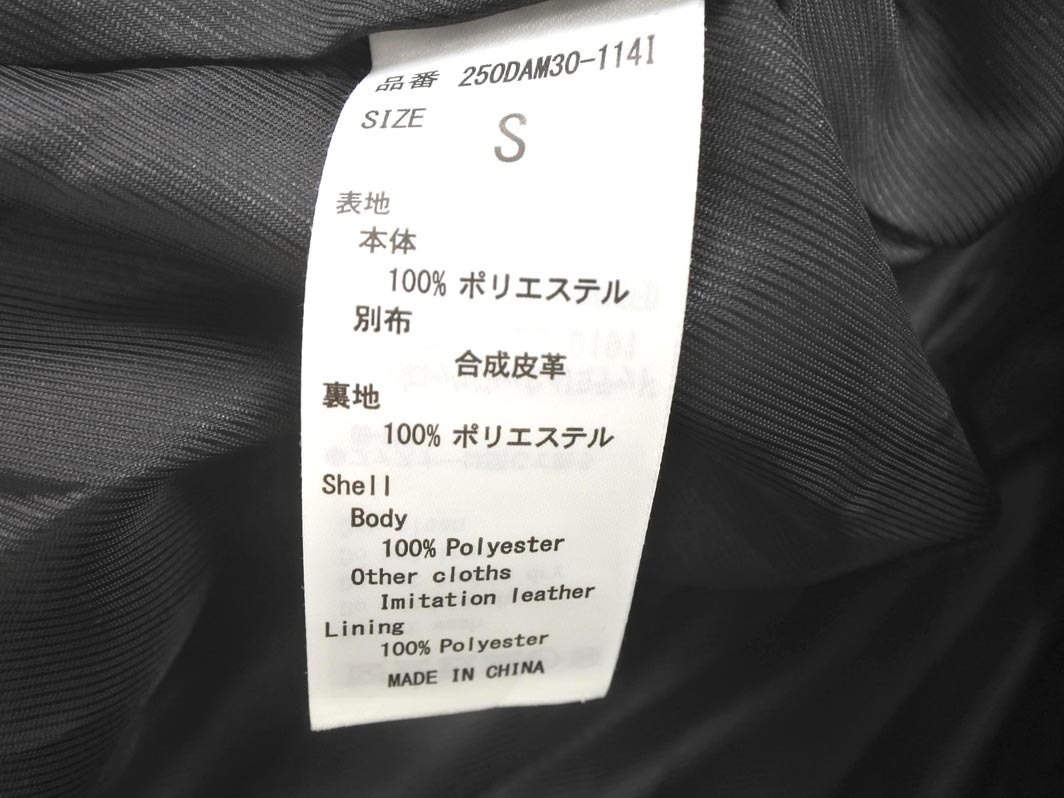 品番 250DAM30-114I
SIZE S
表地
本体
100% ポリエステル
別布
合成皮革
裏地
100% ポリエステル
Shell
Body
100% Polyester
Other cloths
Imitation leather
Lining
100% Polyester
MADE IN CHINA